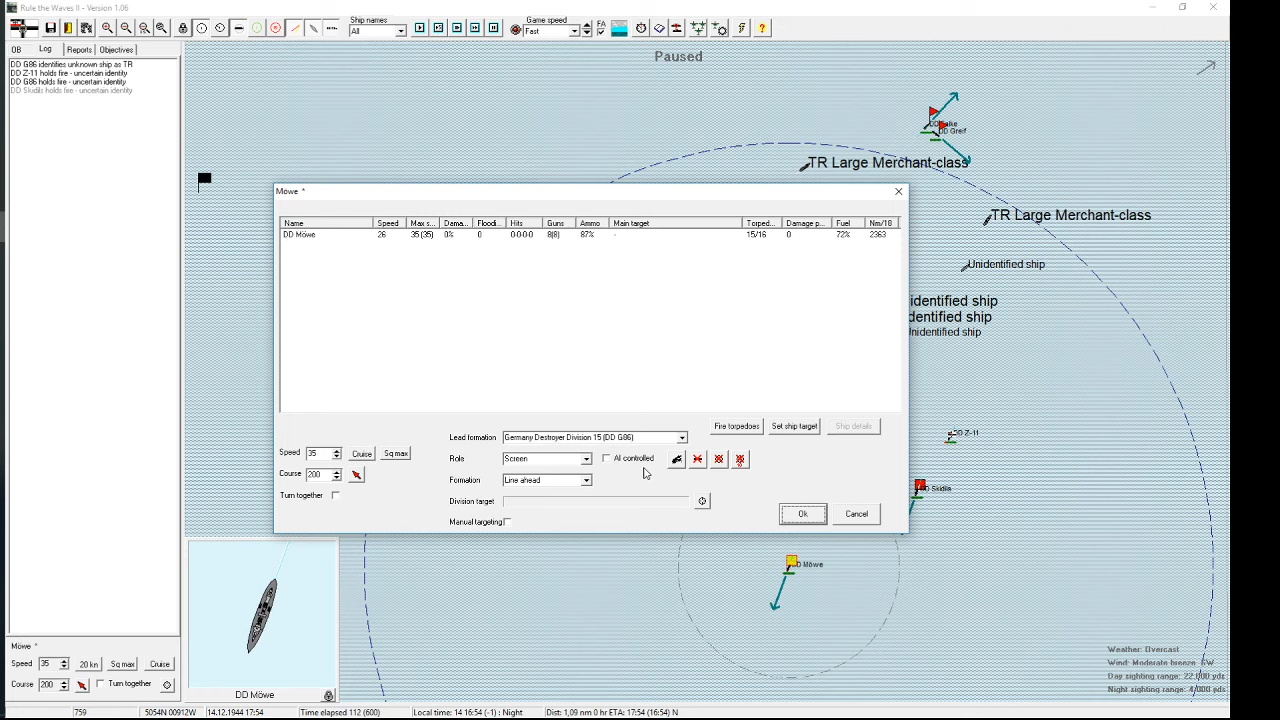 Rule the Waves II - Version 1.06
Ship names
All
Game speed
Fast
FA
OB Log Reports Objectives
DD G86 identifies unknown ship as TR
DD Z-11 holds fire - uncertain identity
DD G86 holds fire - uncertain identity
DD Skidils holds fire - uncertain identity
Paused
DD Greif
TR Large Merchant-class
TR Large Merchant-class
Unidentified ship
identified ship
dentified ship
Unidentified ship
DD Z-11
D Skidils
D Möwe
Möwe *
Name Speed Max s... Dama... Floodi... Hits Guns Ammo Main target Torped... Damage p... Fuel Nm/18
DD Möwe 26 35 (35) 0% 0 0-0-0-0 8(8) 87% - 15/16 0 72% 2363
Lead formation Germany Destroyer Division 15 (DD G86)
Fire torpedoes Set ship target Ship details
Speed 35 Cruise Sq max
Role Screen AI controlled
Course 200
Formation Line ahead
Turn together
Division target
Manual targeting
Ok Cancel
DD Möwe
Möwe *
Speed 35 20 kn Sq max Cruise
Course 200 Turn together
Weather: Overcast
Wind: Moderate breeze SW
Day sighting range: 22,000 yds
Night sighting range: 4,000 yds
759 5054N 00912W 14.12.1944 17:54 Time elapsed 112 (600) Local time: 14 16:54 (-1) : Night Dist: 1,09 nm 0 hr ETA: 17:54 (16:54) N